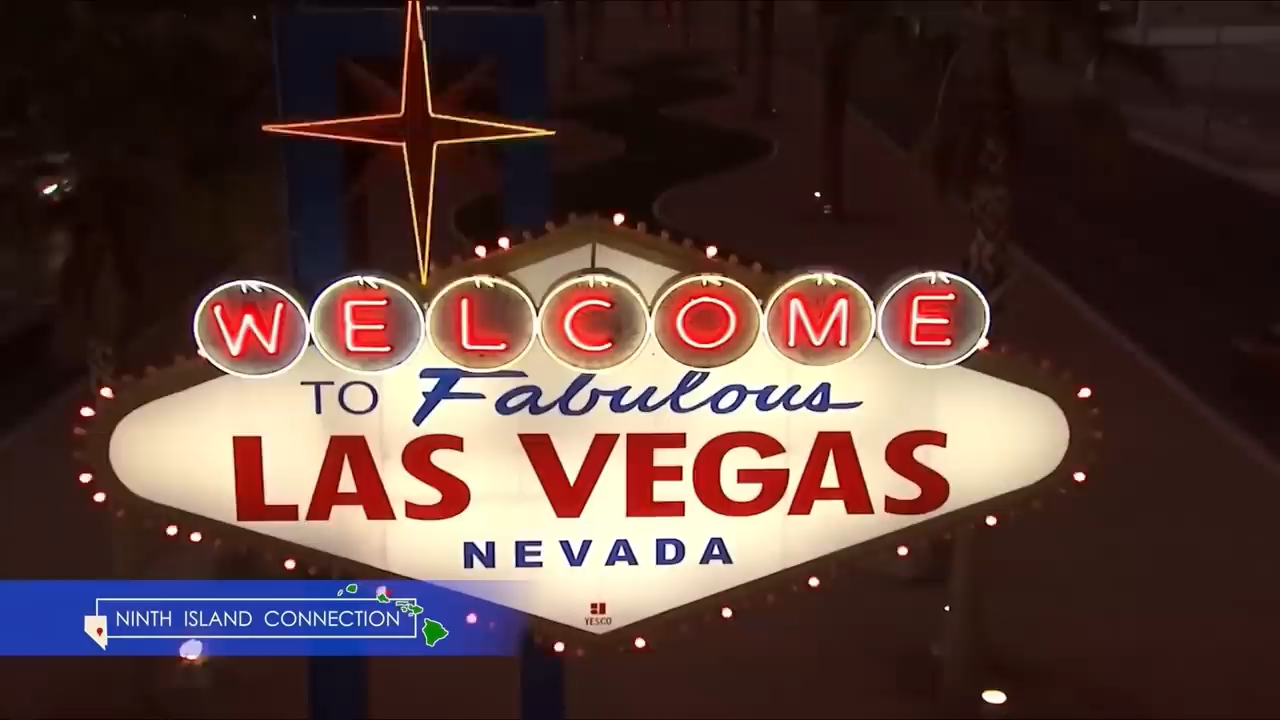 WELCOME
TO Fabulous
LAS VEGAS
NEVADA
YESCO
NINTH ISLAND CONNECTION